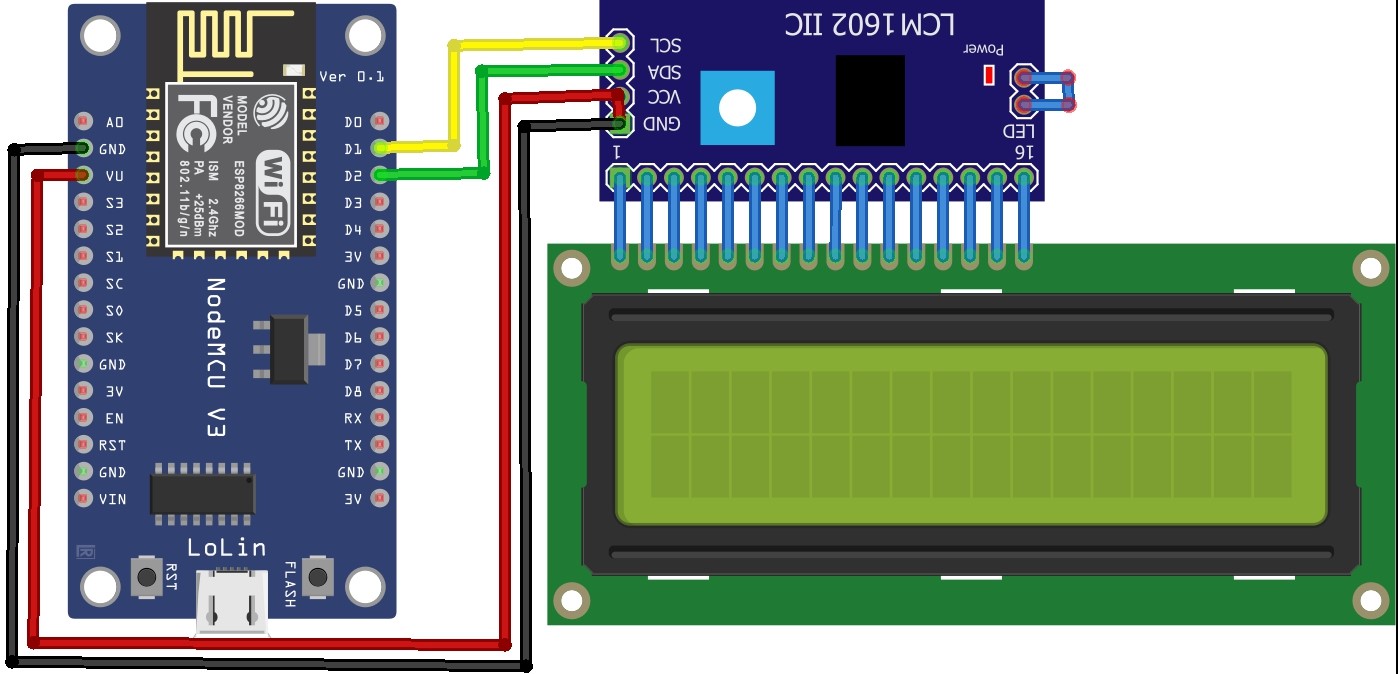 Ver 0.1
A0
GND
VU
S3
S2
S1
SC
S0
SK
GND
3V
EN
RST
GND
VIN
FCC
MODEL
VENDOR
WiFi
ESP8266MOD
ISM 2.4Ghz
PA +25dBm
802.11b/g/n
D0
D1
D2
D3
D4
3V
GND
D5
D6
D7
D8
RX
TX
GND
3V
NodeMCU V3
LoLin
RST
FLASH
R
LCM1602 IIC
SCL
SDA
VCC
GND
Power
LED
1
16